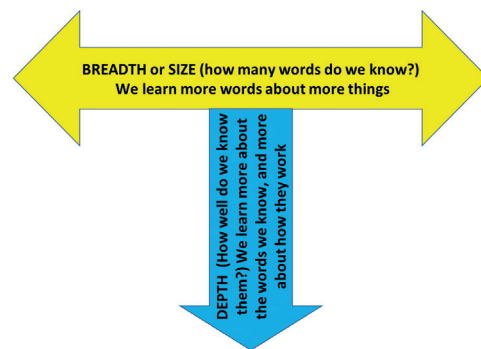 BREADTH or SIZE (how many words do we know?)
We learn more words about more things
DEPTH (How well do we know
them?) We learn more about
the words we know, and more
about how they work